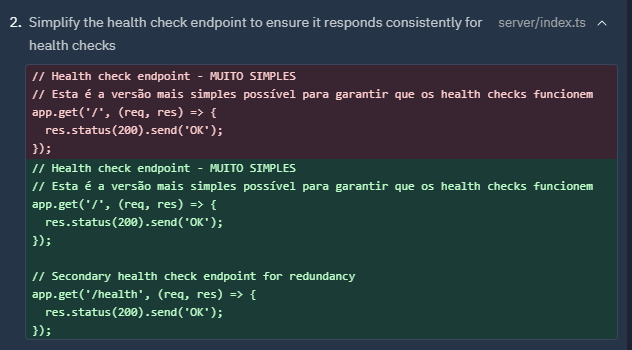 2. Simplify the health check endpoint to ensure it responds consistently for health checks server/index.ts
// Health check endpoint - MUITO SIMPLES
// Esta é a versão mais simples possível para garantir que os health checks funcionem
app.get('/', (req, res) => {
  res.status(200).send('OK');
});
// Health check endpoint - MUITO SIMPLES
// Esta é a versão mais simples possível para garantir que os health checks funcionem
app.get('/', (req, res) => {
  res.status(200).send('OK');
});

// Secondary health check endpoint for redundancy
app.get('/health', (req, res) => {
  res.status(200).send('OK');
});